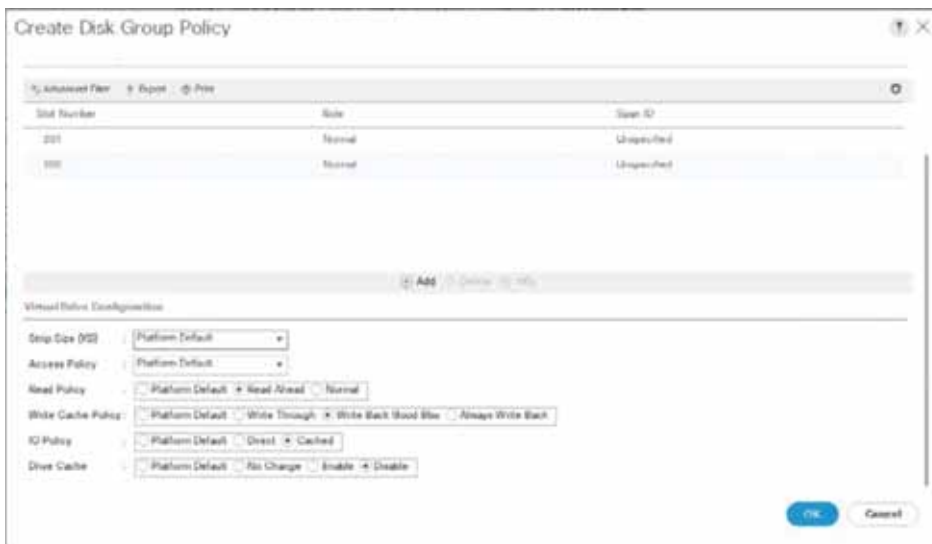 Create Disk Group Policy
Advanced Filter Export Print
Slot Number Role Span ID
Normal Unspecified
Normal Unspecified
Add Delete Info
Virtual Drive Configuration
Strip Size (KB) : Platform Default
Access Policy : Platform Default
Read Policy : Platform Default Read Ahead Normal
Write Cache Policy : Platform Default Write Through Write Back Good Bbu Always Write Back
IO Policy : Platform Default Direct Cached
Drive Cache : Platform Default No Change Enable Disable
OK Cancel